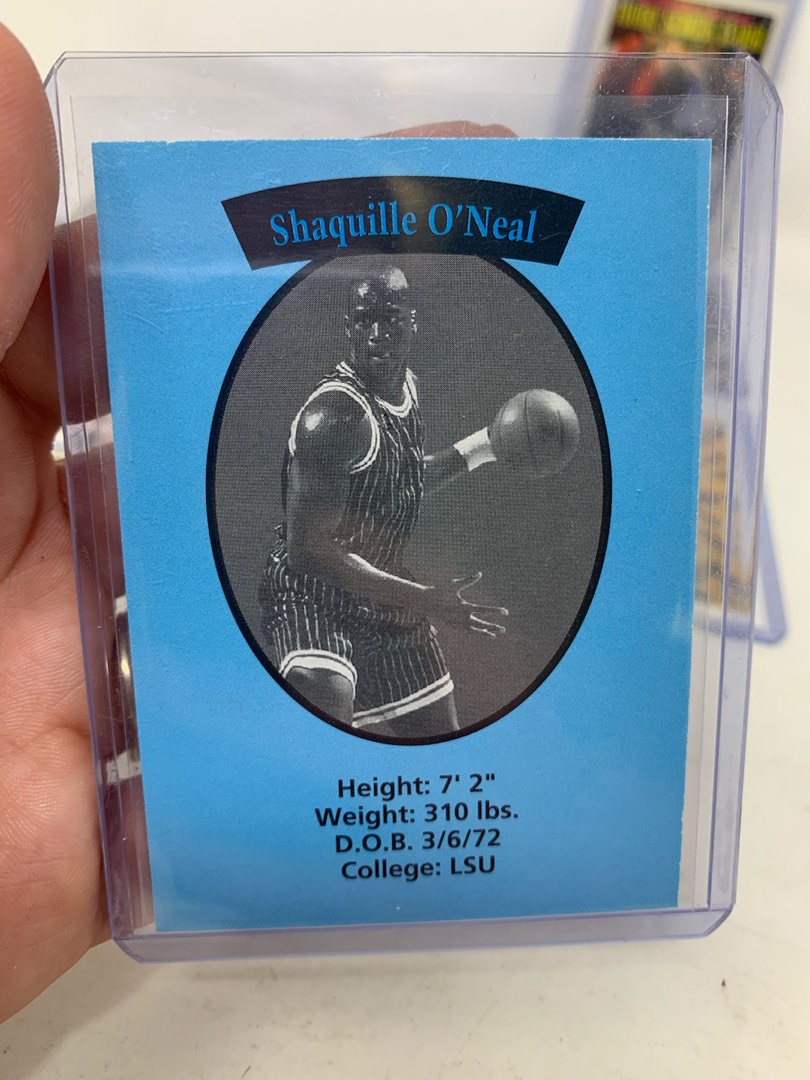 Shaquille O'Neal
Height: 7' 2"
Weight: 310 lbs.
D.O.B. 3/6/72
College: LSU